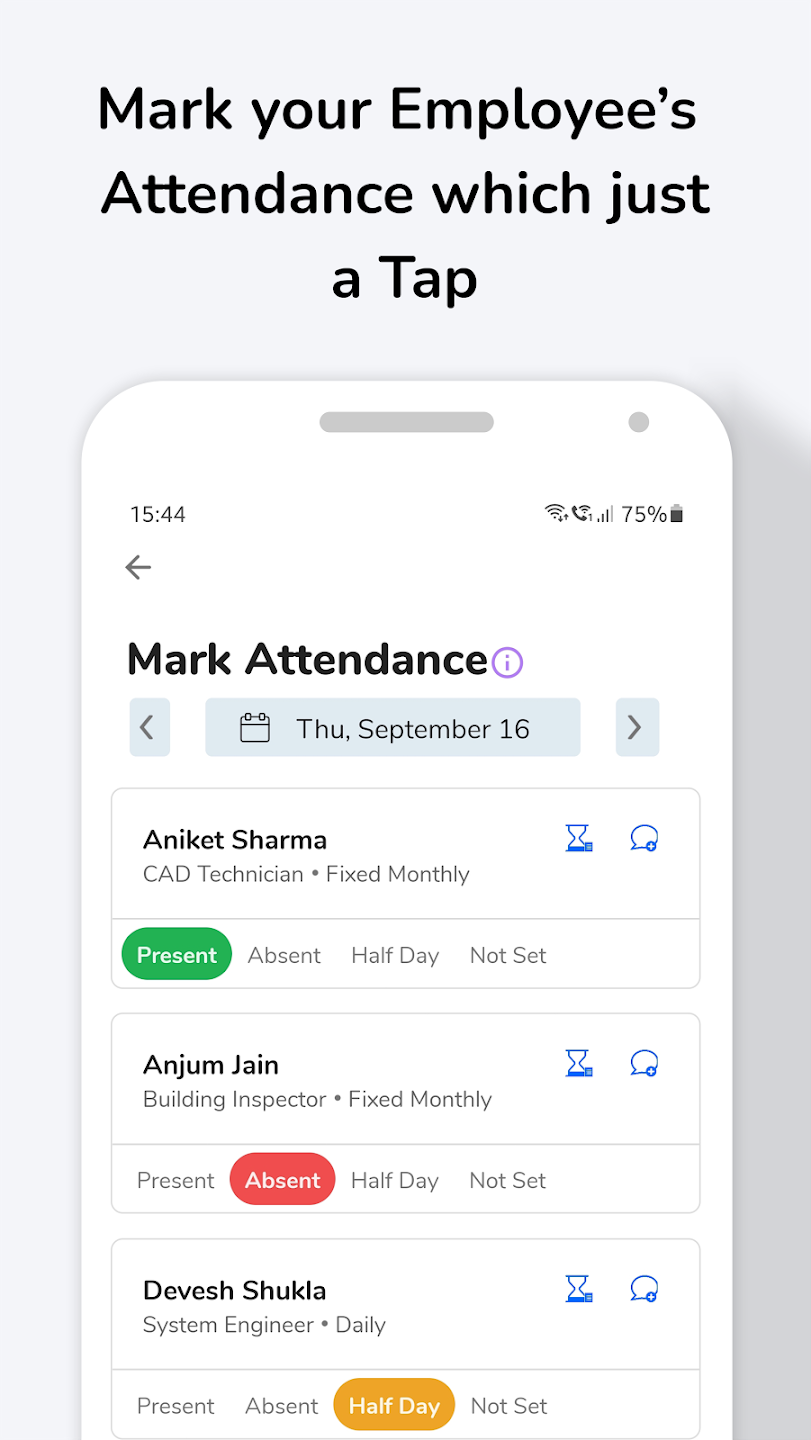 Mark your Employee’s
Attendance which just
a Tap
15:44 75%
Mark Attendance
Thu, September 16
Aniket Sharma
CAD Technician • Fixed Monthly
Present Absent Half Day Not Set
Anjum Jain
Building Inspector • Fixed Monthly
Present Absent Half Day Not Set
Devesh Shukla
System Engineer • Daily
Present Absent Half Day Not Set